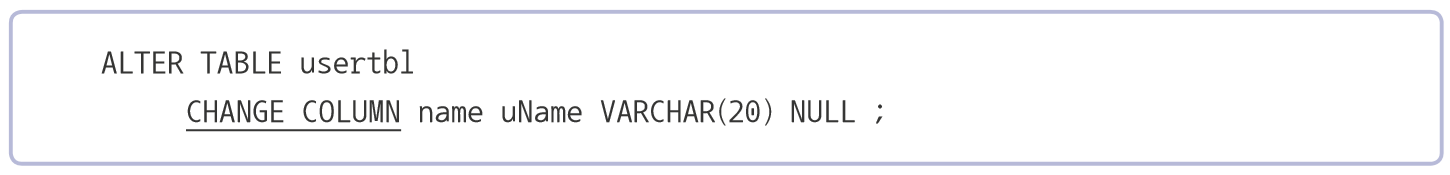 ALTER TABLE usertbl
CHANGE COLUMN name uName VARCHAR(20) NULL ;